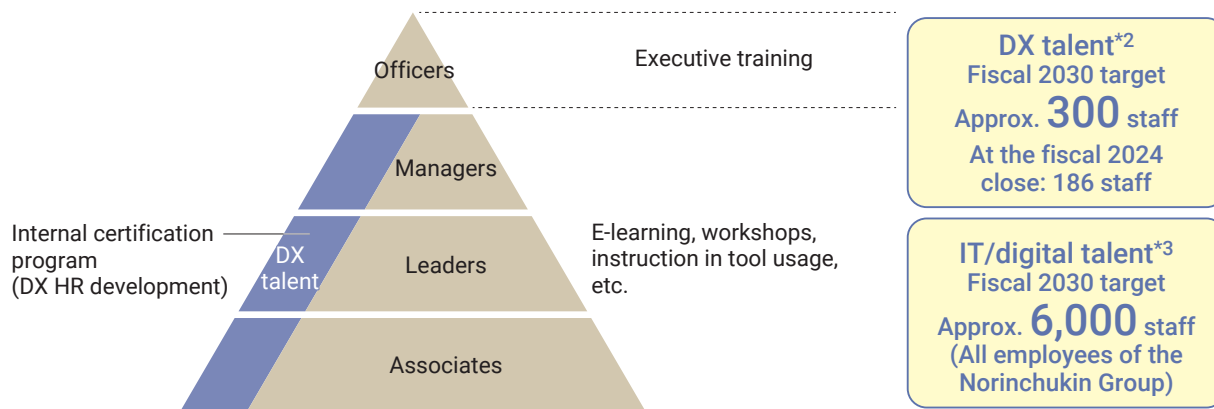 Officers
Executive training
Managers
Internal certification
program
(DX HR development)
DX
talent
Leaders
E-learning, workshops,
instruction in tool usage,
etc.
Associates
DX talent*2
Fiscal 2030 target
Approx. 300 staff
At the fiscal 2024
close: 186 staff
IT/digital talent*3
Fiscal 2030 target
Approx. 6,000 staff
(All employees of the
Norinchukin Group)